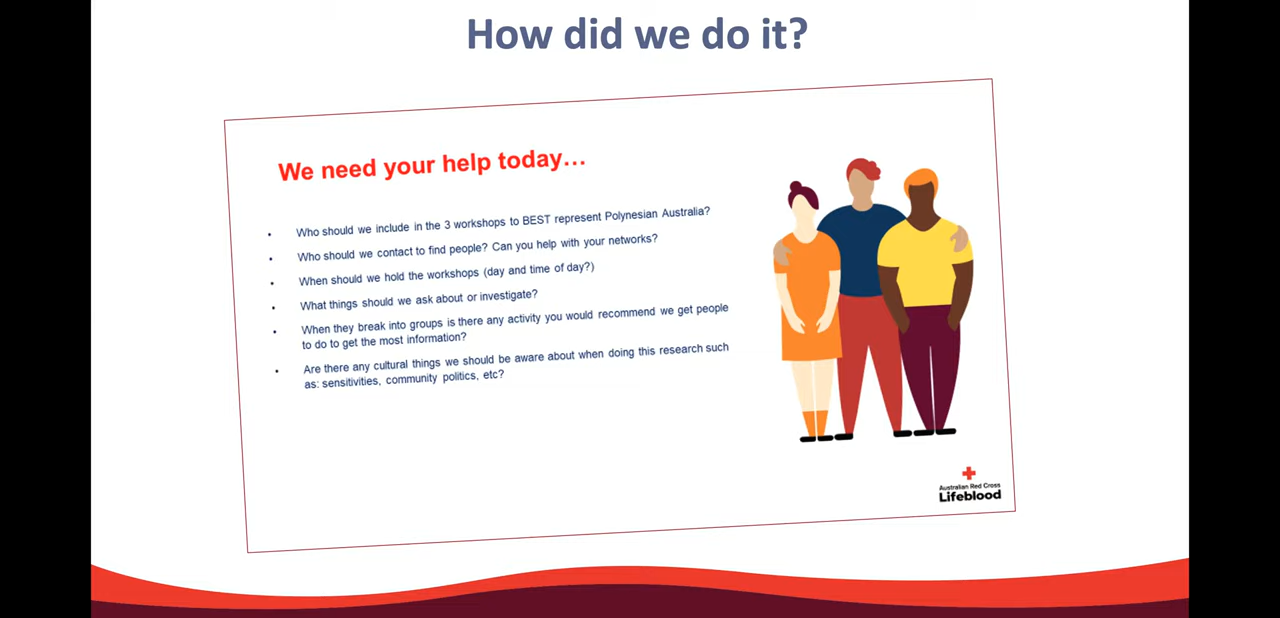 How did we do it?
We need your help today…
• Who should we include in the 3 workshops to BEST represent Polynesian Australia?
• Who should we contact to find people? Can you help with your networks?
• When should we hold the workshops (day and time of day?)
• What things should we ask about or investigate?
• When they break into groups is there any activity you would recommend we get people
to do to get the most information?
• Are there any cultural things we should be aware about when doing this research such
as: sensitivities, community politics, etc?
Australian Red Cross
Lifeblood